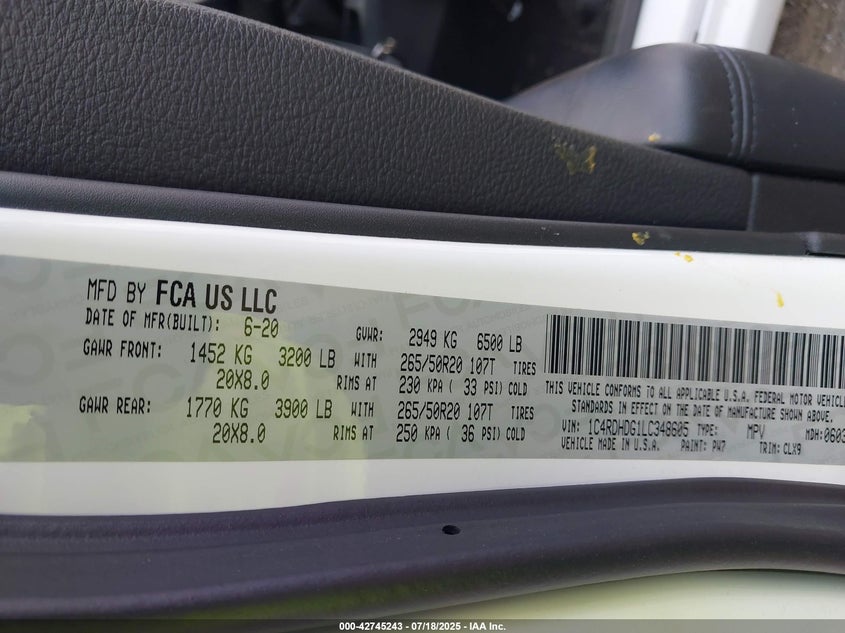 MFD BY FCA US LLC
DATE OF MFR(BUILT): 6-20 GVWR: 2949 KG 6500 LB
GAWR FRONT: 1452 KG 3200 LB WITH 265/50R20 107T TIRES
20X8.0 RIMS AT 230 KPA ( 33 PSI) COLD
GAWR REAR: 1770 KG 3900 LB WITH 265/50R20 107T TIRES
20X8.0 RIMS AT 250 KPA ( 36 PSI) COLD
THIS VEHICLE CONFORMS TO ALL APPLICABLE U.S.A. FEDERAL MOTOR VEHICLE
STANDARDS IN EFFECT ON THE DATE OF MANUFACTURE SHOWN ABOVE.
VIN: 1C4RDHDG1LC348605 TYPE: MPV MDH:0603
VEHICLE MADE IN U.S.A. PAINT: PW7 TRIM: CLX9
000-42745243 - 07/18/2025 - IAA Inc.